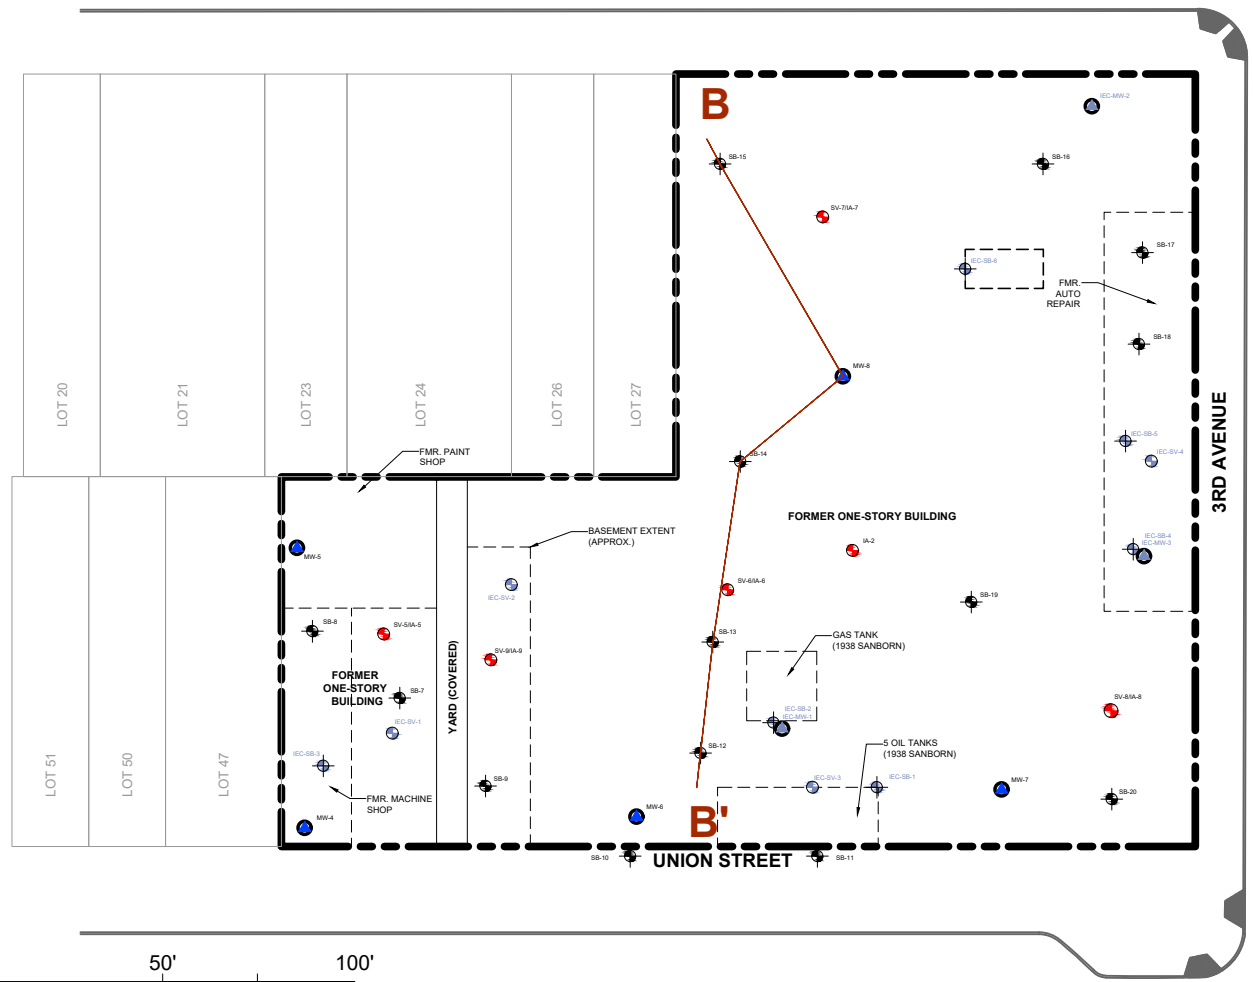 IEC-MW-2
B
SB-15
SB-16
SV-7/IA-7
SB-17
IEC-SB-6
FMR.
AUTO
REPAIR
SB-18
MW-8
LOT 20
LOT 21
LOT 23
LOT 24
LOT 26
LOT 27
3RD AVENUE
IEC-SB-5
IEC-SV-4
FMR. PAINT
SHOP
SB-14
FORMER ONE-STORY BUILDING
BASEMENT EXTENT
(APPROX.)
IA-2
IEC-SB-4
IEC-MW-3
MW-5
IEC-SV-2
SV-6/IA-6
SB-19
SB-8
SV-5/IA-5
SB-13
GAS TANK
(1938 SANBORN)
SV-9/IA-9
FORMER
ONE-STORY
BUILDING
SB-7
YARD (COVERED)
IEC-SV-1
IEC-SB-2
IEC-MW-1
SV-8/IA-8
IEC-SB-3
SB-12
5 OIL TANKS
(1938 SANBORN)
LOT 51
LOT 50
LOT 47
SB-9
IEC-SV-3
IEC-SB-1
MW-7
SB-20
FMR. MACHINE
SHOP
MW-4
MW-6
B'
SB-10
UNION STREET
SB-11
50'
100'